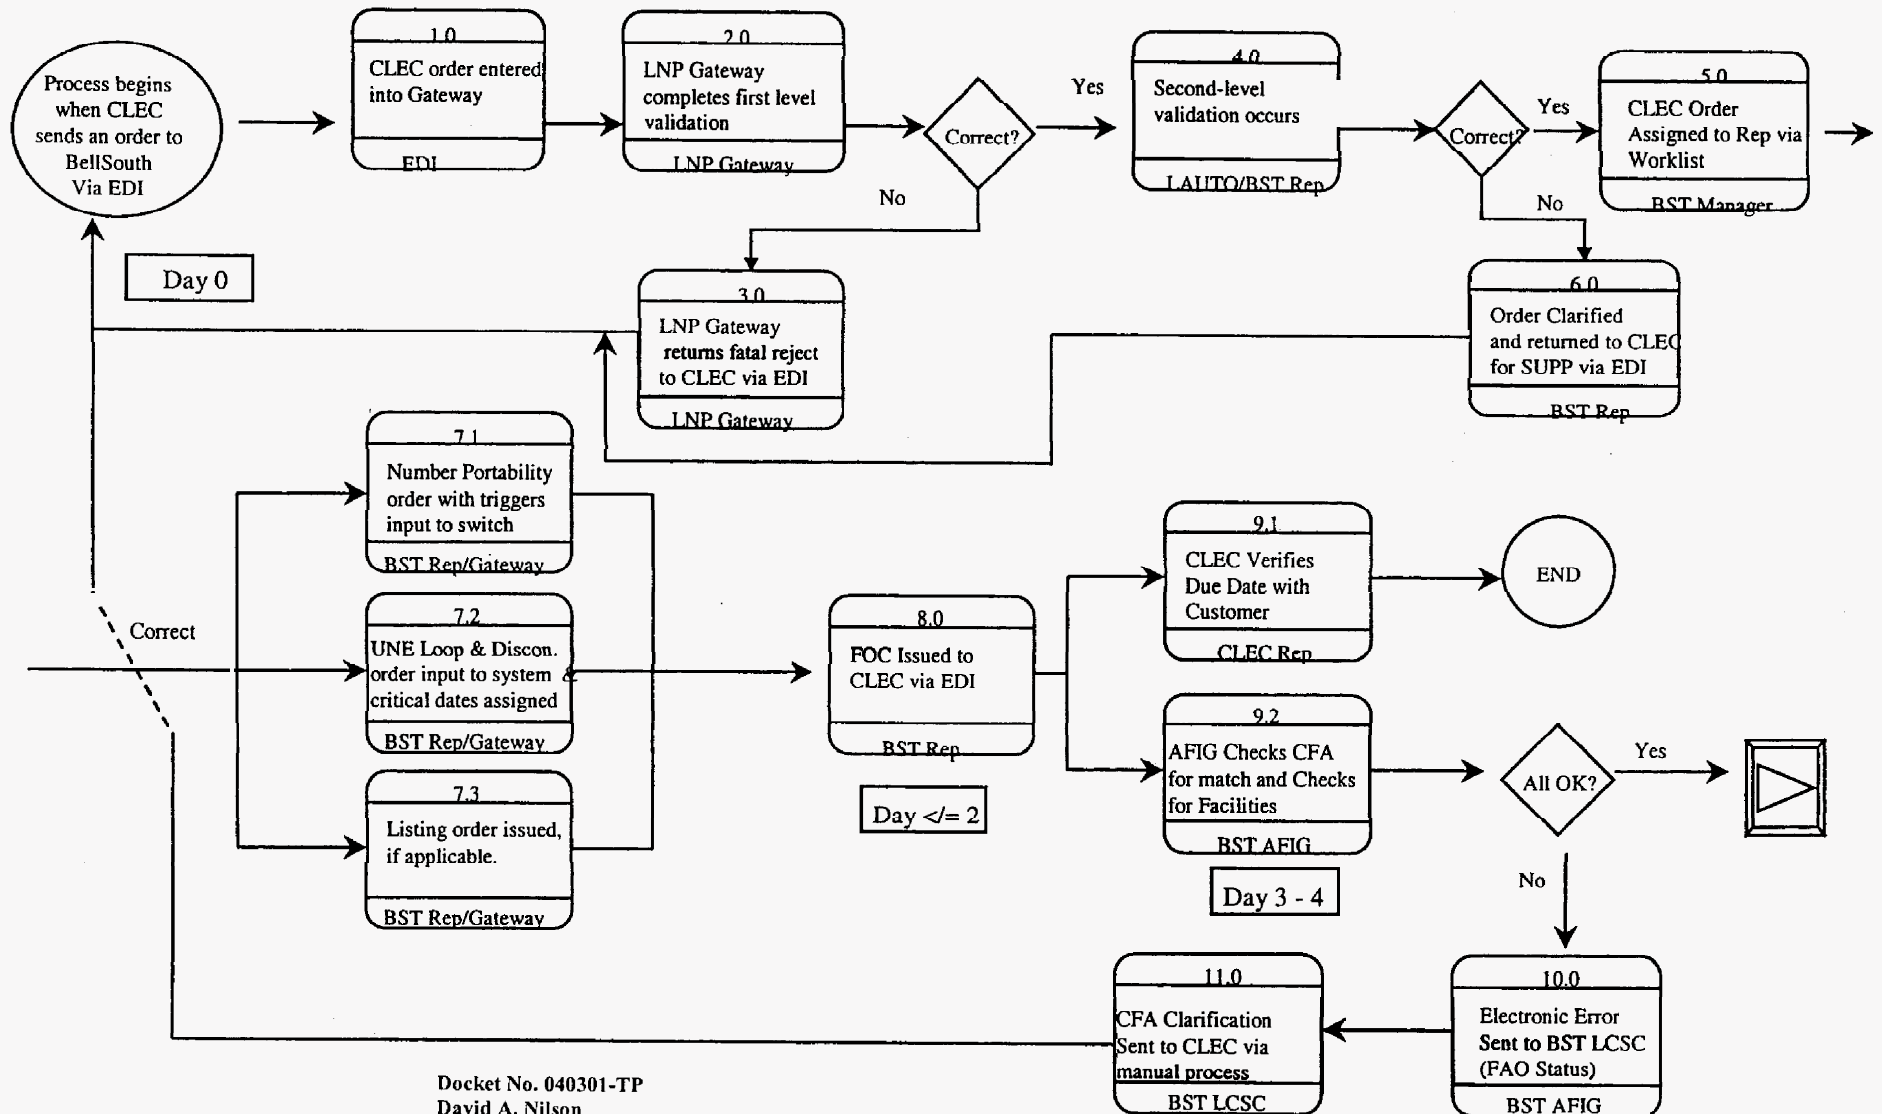 Process begins
when CLEC
sends an order to
BellSouth
Via EDI
1.0
CLEC order entered
into Gateway
EDI
2.0
LNP Gateway
completes first level
validation
LNP Gateway
Correct?
Yes
No
4.0
Second-level
validation occurs
LAUTO/BST Rep
Correct?
Yes
No
5.0
CLEC Order
Assigned to Rep via
Worklist
BST Manager
Day 0
3.0
LNP Gateway
returns fatal reject
to CLEC via EDI
LNP Gateway
6.0
Order Clarified
and returned to CLEC
for SUPP via EDI
BST Rep
7.1
Number Portability
order with triggers
input to switch
BST Rep/Gateway
Correct
7.2
UNE Loop & Discon.
order input to system &
critical dates assigned
BST Rep/Gateway
7.3
Listing order issued,
if applicable.
BST Rep/Gateway
8.0
FOC Issued to
CLEC via EDI
BST Rep
Day </= 2
9.1
CLEC Verifies
Due Date with
Customer
CLEC Rep
END
9.2
AFIG Checks CFA
for match and Checks
for Facilities
BST AFIG
Day 3 - 4
All OK?
Yes
No
10.0
Electronic Error
Sent to BST LCSC
(FAO Status)
BST AFIG
11.0
CFA Clarification
Sent to CLEC via
manual process
BST LCSC
Docket No. 040301-TP
David A. Nilson